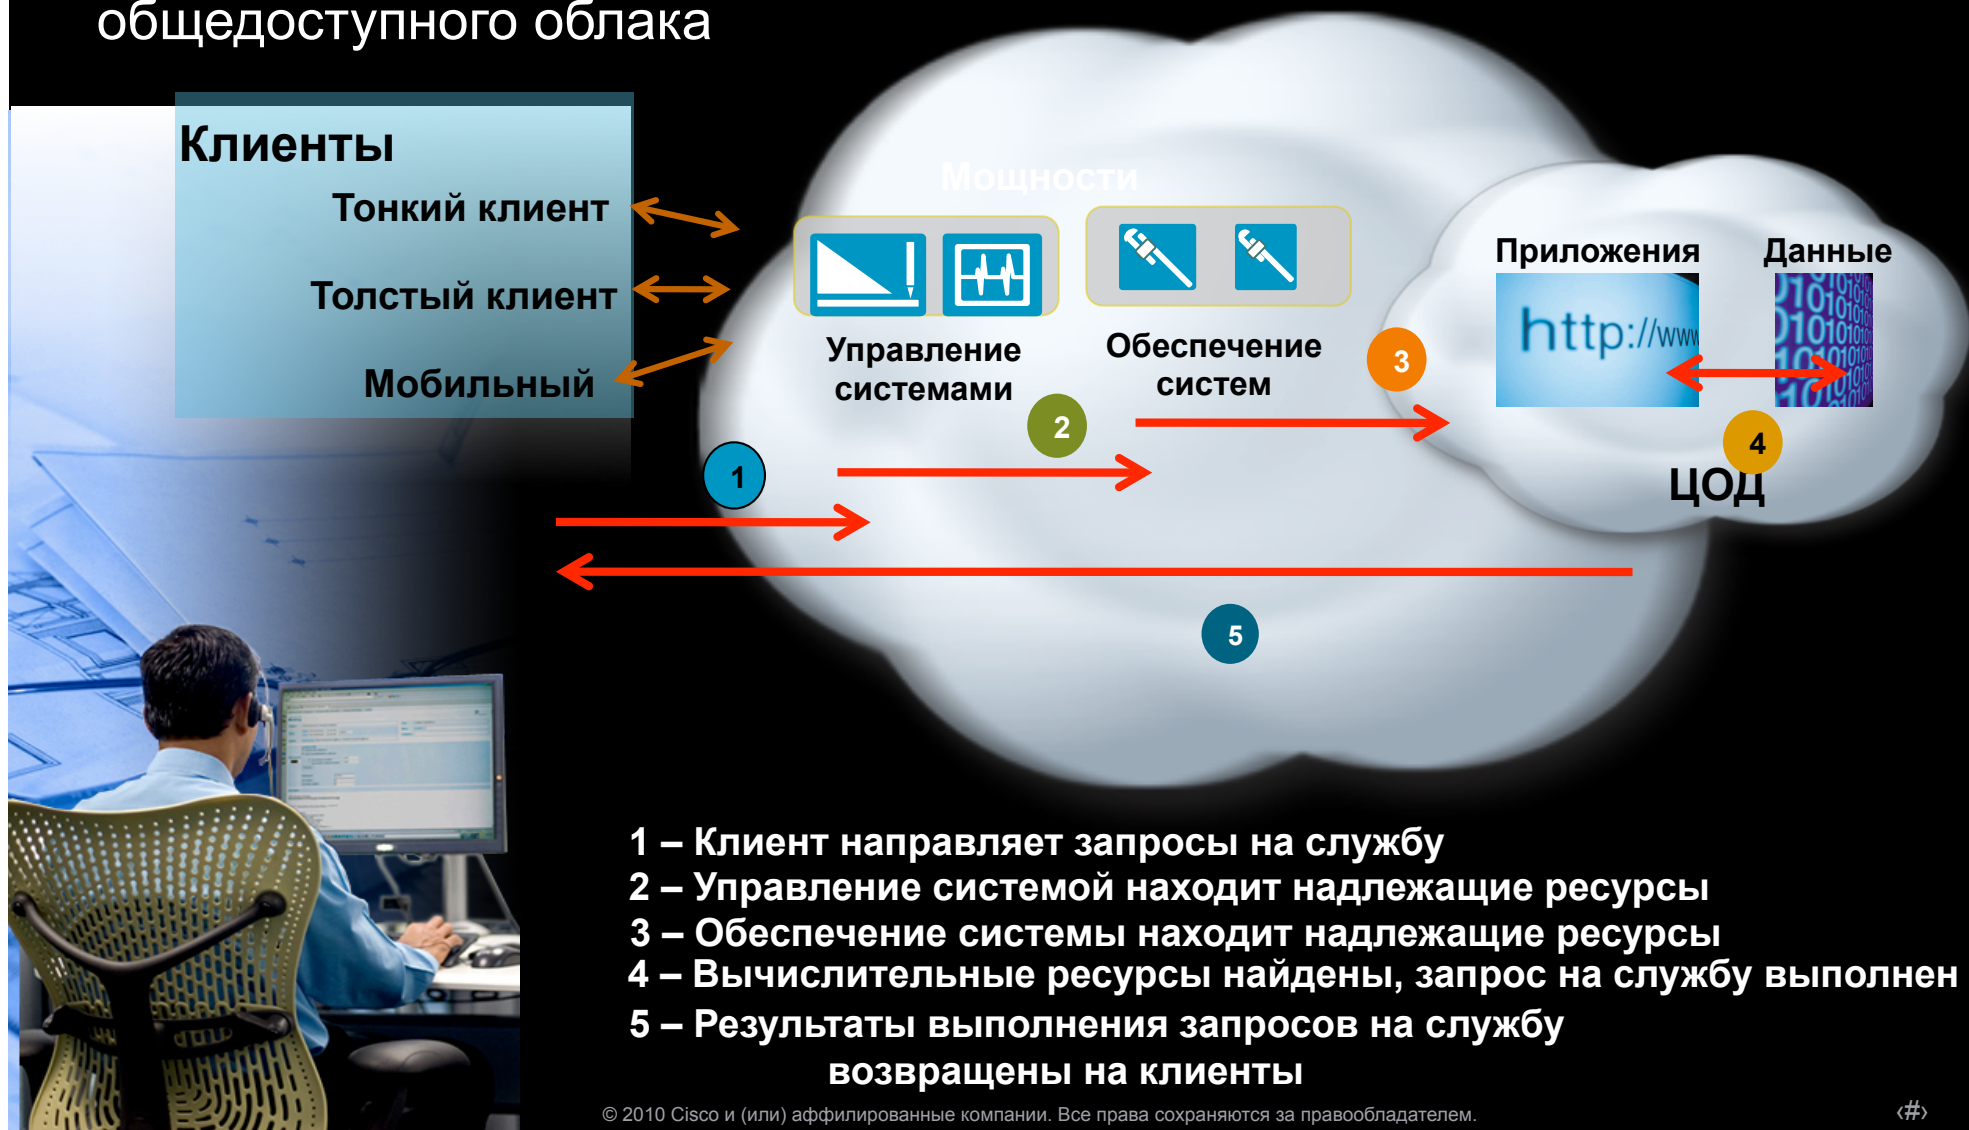 общедоступного облака
Клиенты
Тонкий клиент
Толстый клиент
Мобильный
Мощности
Управление
системами
Обеспечение
систем
Приложения
Данные
http://www
ЦОД
1
2
3
4
5
1 – Клиент направляет запросы на службу
2 – Управление системой находит надлежащие ресурсы
3 – Обеспечение системы находит надлежащие ресурсы
4 – Вычислительные ресурсы найдены, запрос на службу выполнен
5 – Результаты выполнения запросов на службу
возвращены на клиенты
© 2010 Cisco и (или) аффилированные компании. Все права сохраняются за правообладателем.
‹#›